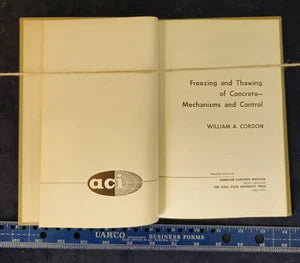 Freezing and Thawing
of Concrete—
Mechanisms and Control
WILLIAM A. CORDON
aci
AMERICAN CONCRETE INSTITUTE
THE IOWA STATE UNIVERSITY PRESS
UARCO BUSINESS FORMS